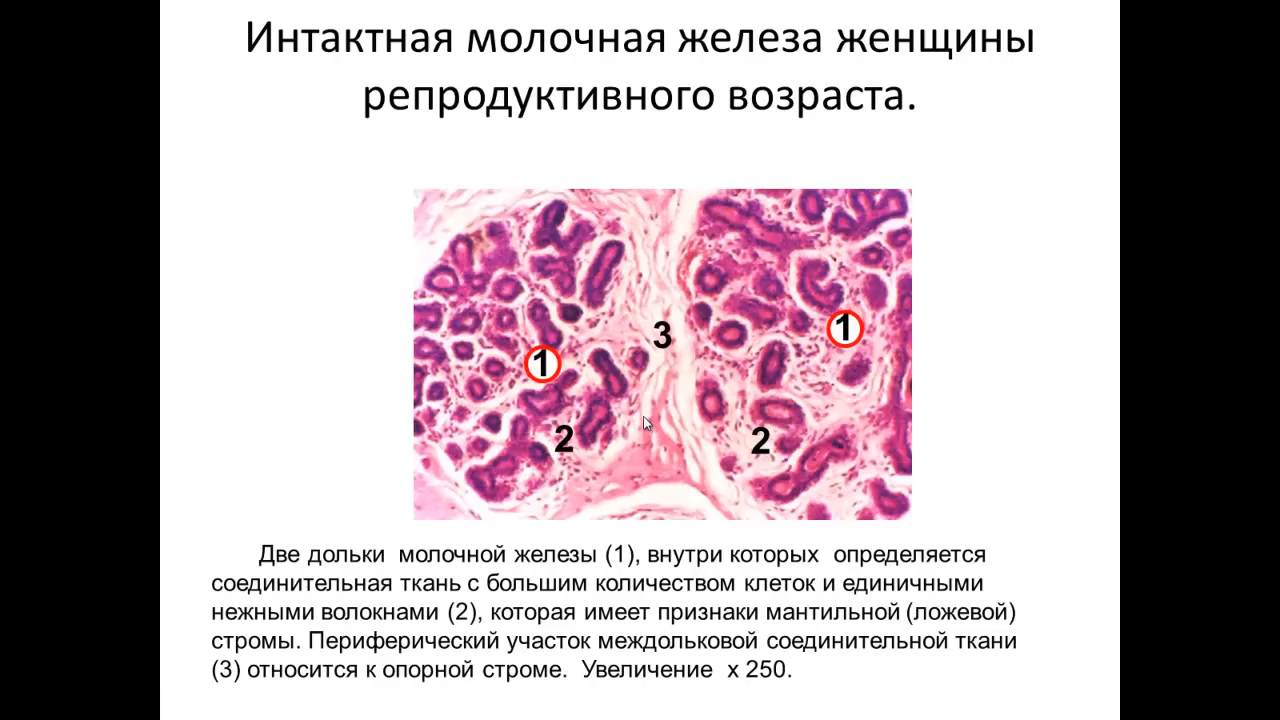 Интактная молочная железа женщины
репродуктивного возраста.
3
1
1
2
2
Две дольки молочной железы (1), внутри которых определяется
соединительная ткань с большим количеством клеток и единичными
нежными волокнами (2), которая имеет признаки мантильной (ложевой)
стромы. Периферический участок междольковой соединительной ткани
(3) относится к опорной строме. Увеличение х 250.